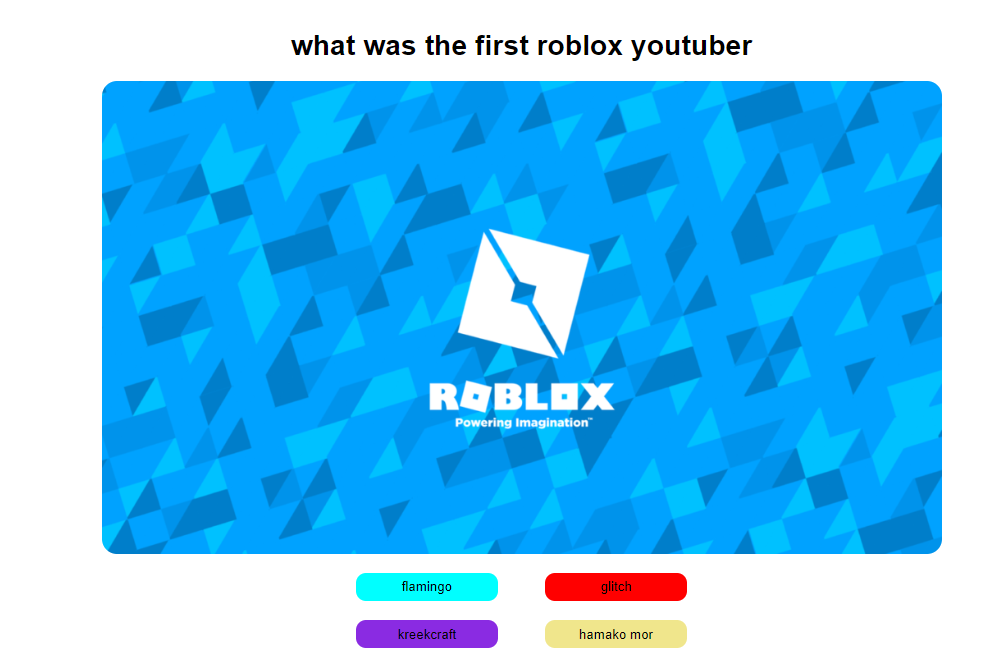 what was the first roblox youtuber
ROBLOX
Powering Imagination™
flamingo
glitch
kreekcraft
hamako mor